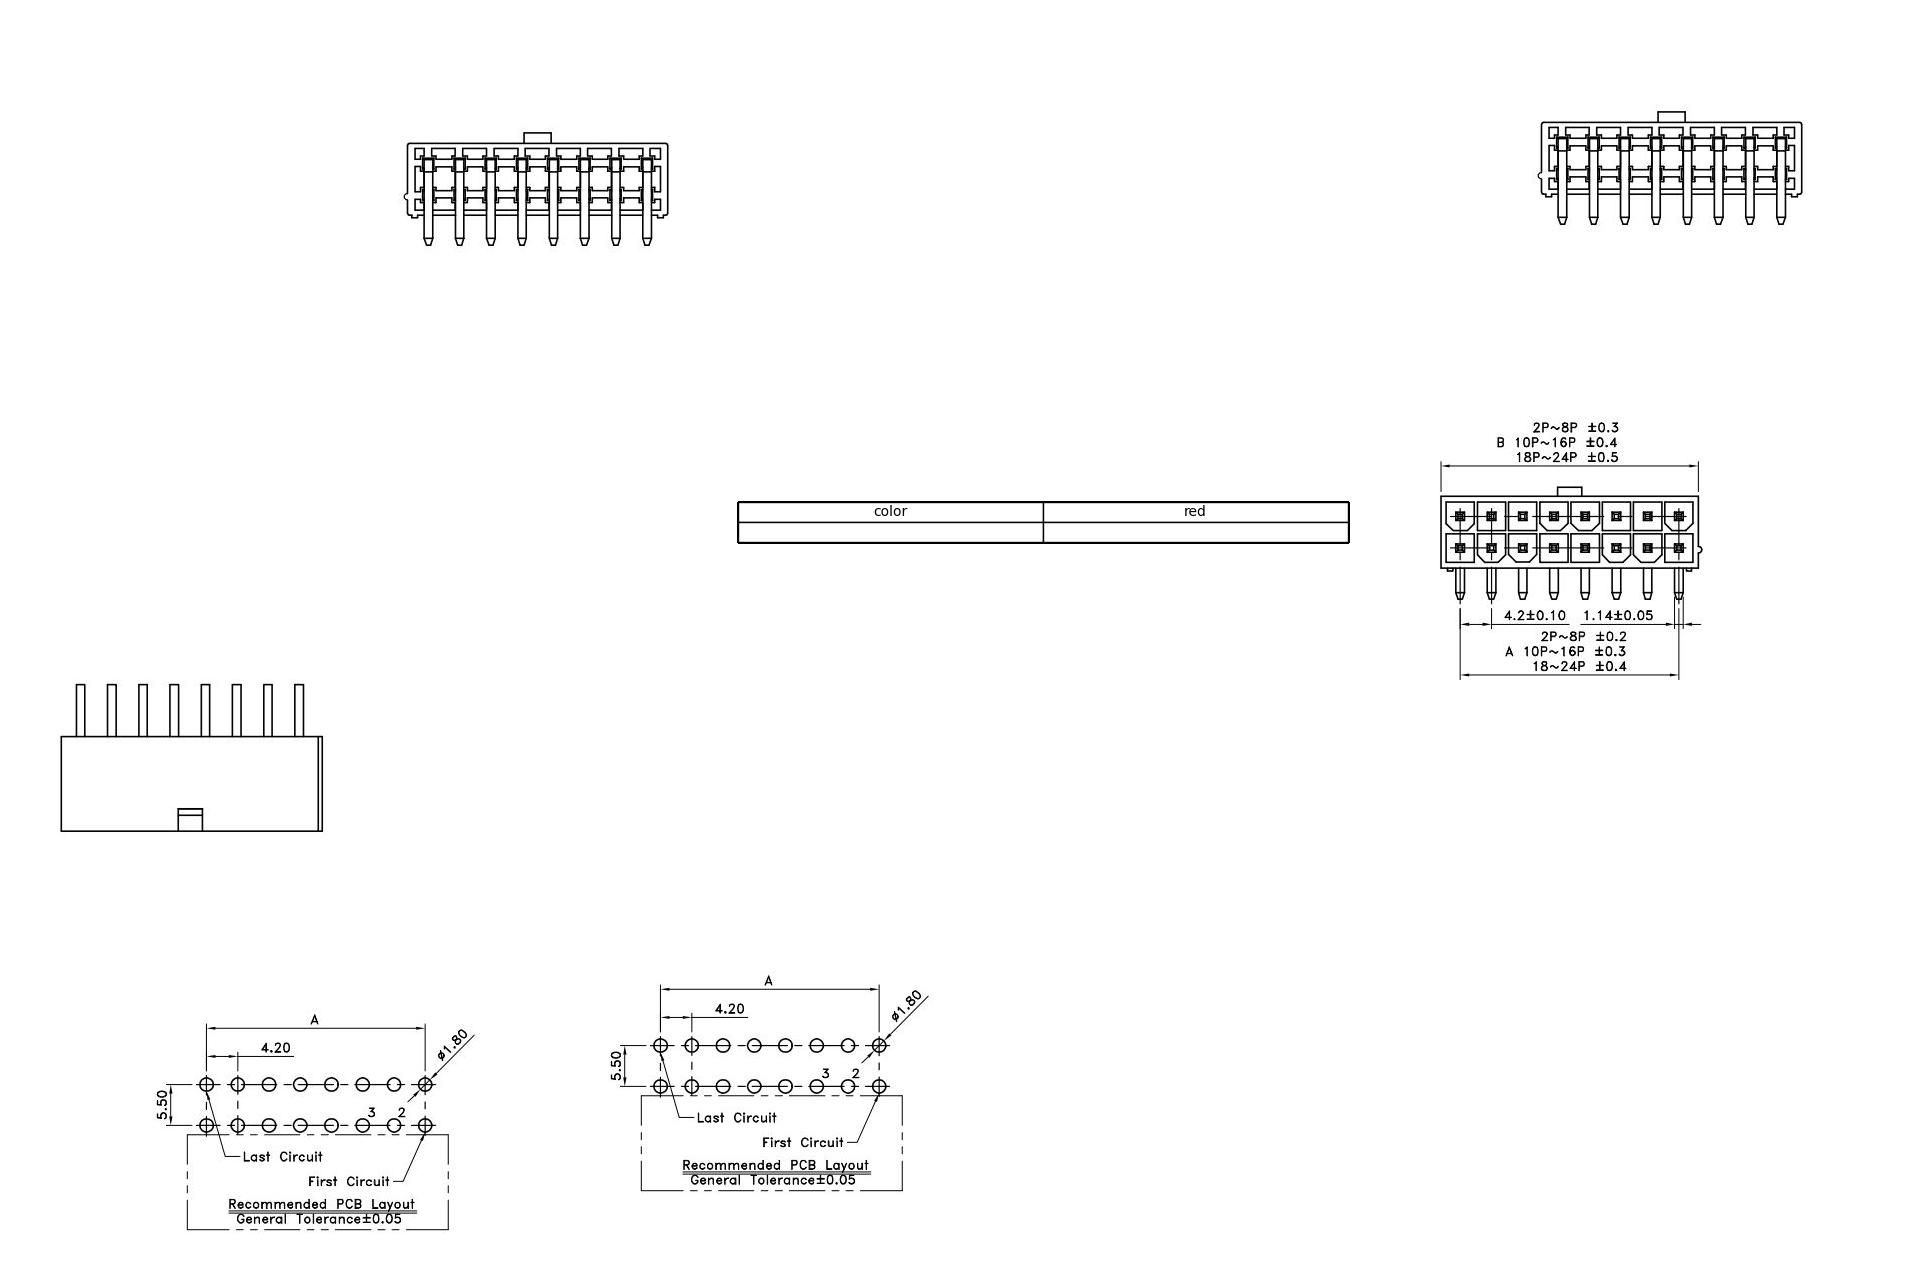 2P~8P ±0.3
B 10P~16P ±0.4
18P~24P ±0.5
color red
4.2±0.10 1.14±0.05
2P~8P ±0.2
A 10P~16P ±0.3
18~24P ±0.4
A
4.20
ø1.80
5.50
3 2
Last Circuit
First Circuit
Recommended PCB Layout
General Tolerance±0.05
A
4.20
ø1.80
5.50
3 2
Last Circuit
First Circuit
Recommended PCB Layout
General Tolerance±0.05